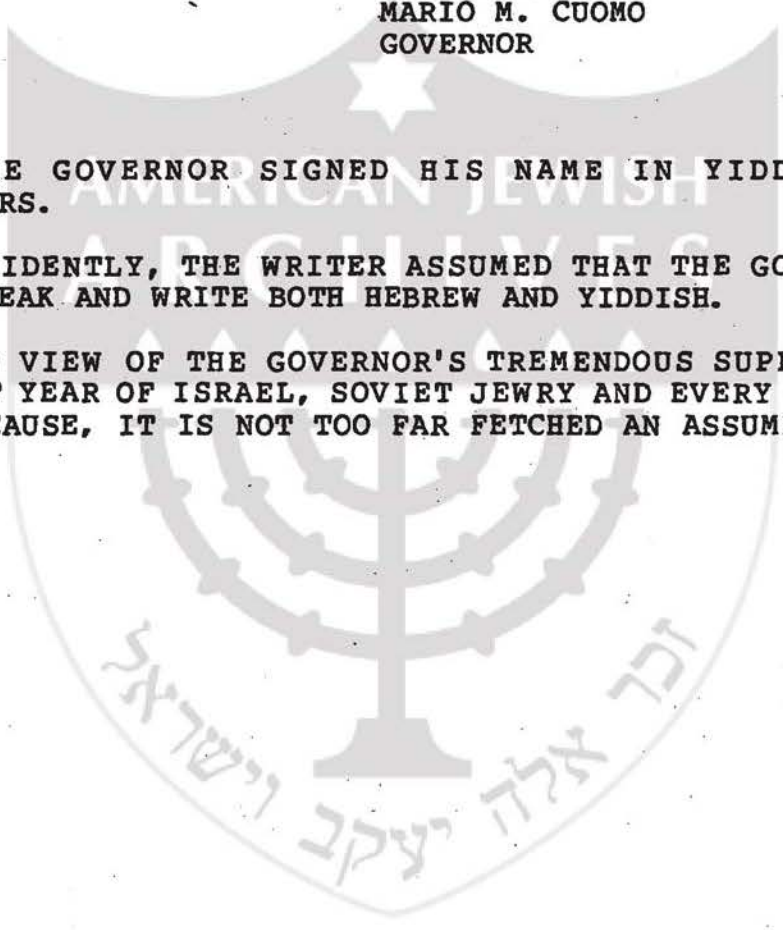 MARIO M. CUOMO
GOVERNOR
E GOVERNOR SIGNED HIS NAME IN YIDD
RS.
IDENTLY, THE WRITER ASSUMED THAT THE GO
EAK AND WRITE BOTH HEBREW AND YIDDISH.
VIEW OF THE GOVERNOR'S TREMENDOUS SUPP
YEAR OF ISRAEL, SOVIET JEWRY AND EVERY
AUSE, IT IS NOT TOO FAR FETCHED AN ASSUM
AMERICAN JEWISH
ARCHIVES
זכר אלה יעקב וישראל